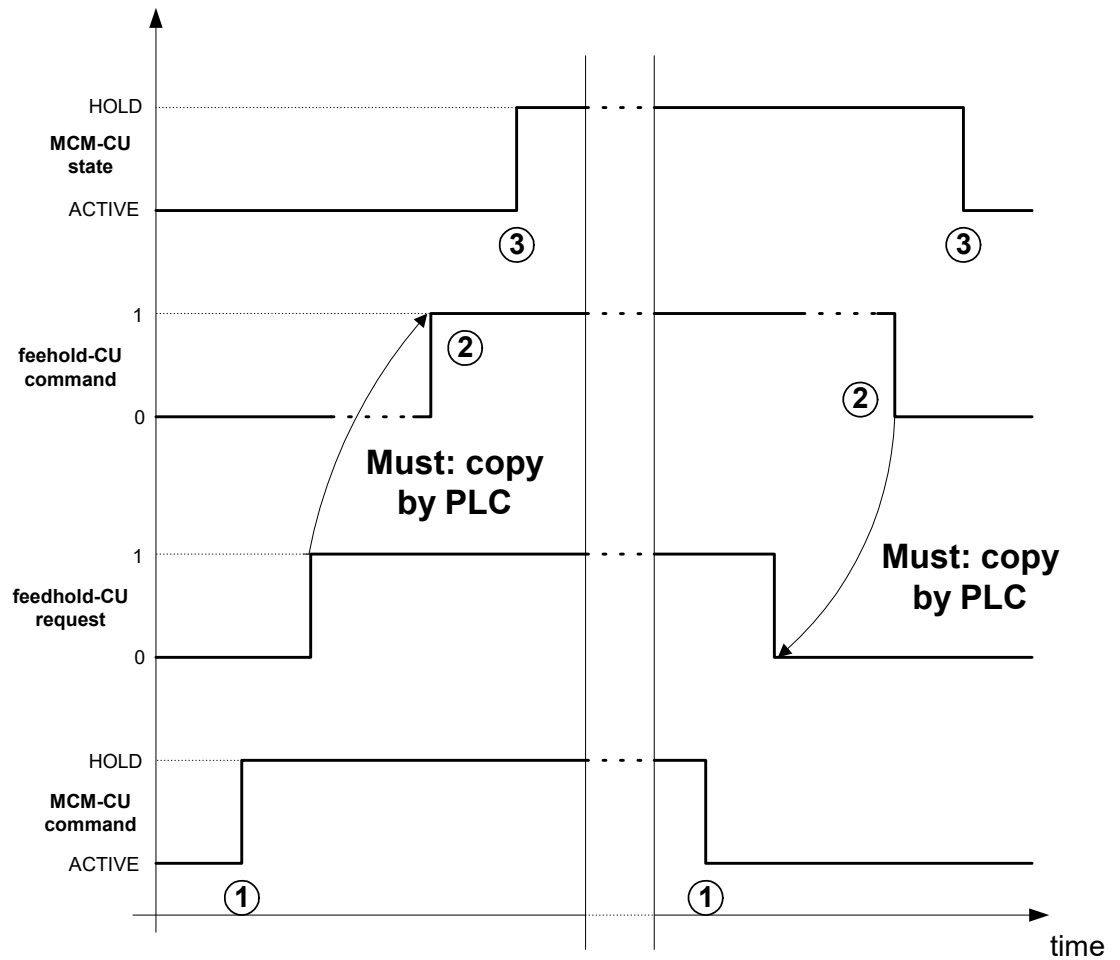 HOLD
MCM-CU
state
ACTIVE
3
3
1
feehold-CU
command
0
2
2
Must: copy
by PLC
1
feedhold-CU
request
0
Must: copy
by PLC
HOLD
MCM-CU
command
ACTIVE
1
1
time